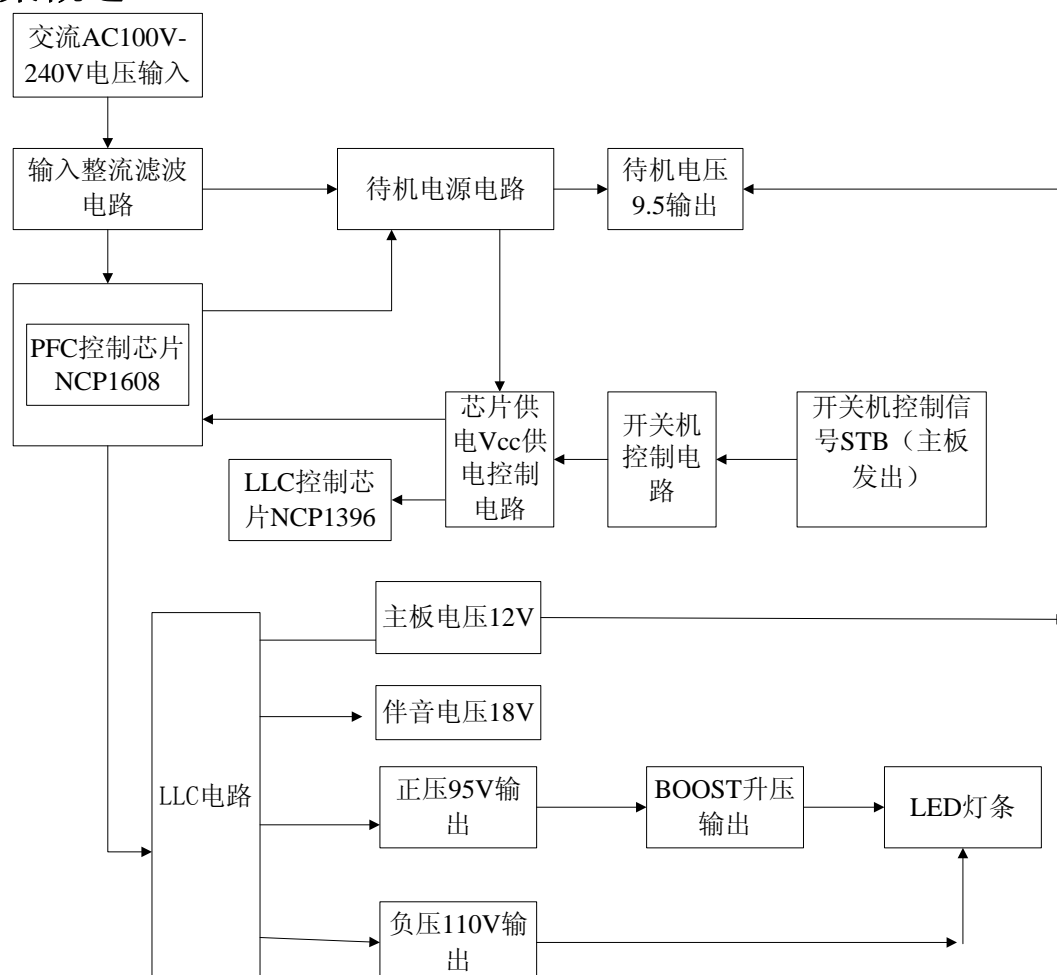 交流AC100V-
240V电压输入
输入整流滤波
电路
待机电源电路
待机电压
9.5输出
PFC控制芯片
NCP1608
芯片供
电Vcc供
电控制
电路
开关机
控制电
路
开关机控制信
号STB（主板
发出）
LLC控制芯
片NCP1396
主板电压12V
伴音电压18V
LLC电路
正压95V输
出
BOOST升压
输出
LED灯条
负压110V输
出